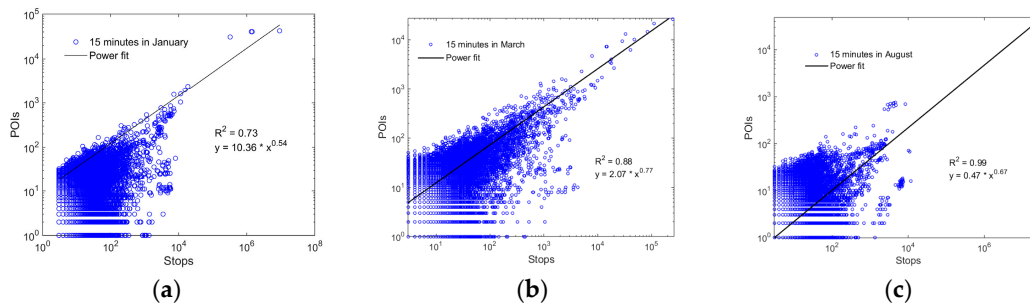 (a)
10^5
10^4
10^3
10^2
10^1
10^0
POIs
15 minutes in January
Power fit
R^2 = 0.73
y = 10.36 * x^0.54
10^0
10^2
10^4
10^6
10^8
Stops
(b)
10^4
10^3
10^2
10^1
10^0
POIs
15 minutes in March
Power fit
R^2 = 0.88
y = 2.07 * x^0.77
10^1
10^2
10^3
10^4
10^5
Stops
(c)
10^4
10^3
10^2
10^1
10^0
POIs
15 minutes in August
Power fit
R^2 = 0.99
y = 0.47 * x^0.67
10^2
10^4
10^6
Stops
(a)
(b)
(c)